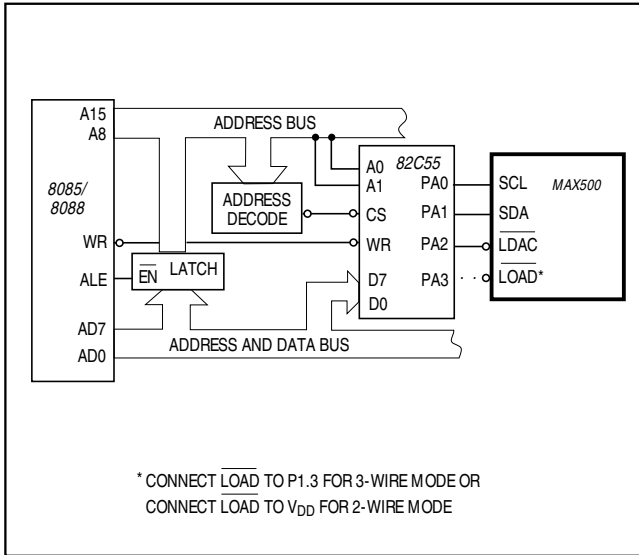 A15
A8
ADDRESS BUS
8085/
8088
ADDRESS
DECODE
82C55
A0
A1
CS
WR
D7
D0
PA0
PA1
PA2
PA3
SCL
SDA
LDAC
LOAD*
MAX500
WR
ALE
EN LATCH
AD7
AD0
ADDRESS AND DATA BUS
* CONNECT LOAD TO P1.3 FOR 3-WIRE MODE OR
CONNECT LOAD TO VDD FOR 2-WIRE MODE